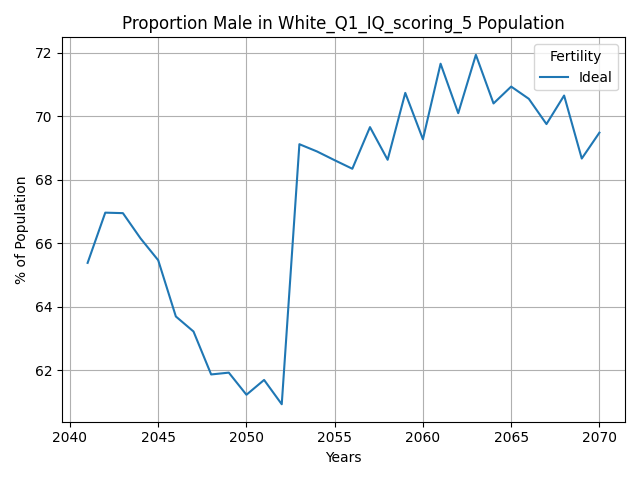 Proportion Male in White_Q1_IQ_scoring_5 Population
Fertility
Ideal
% of Population
72
70
68
66
64
62
2040 2045 2050 2055 2060 2065 2070
Years